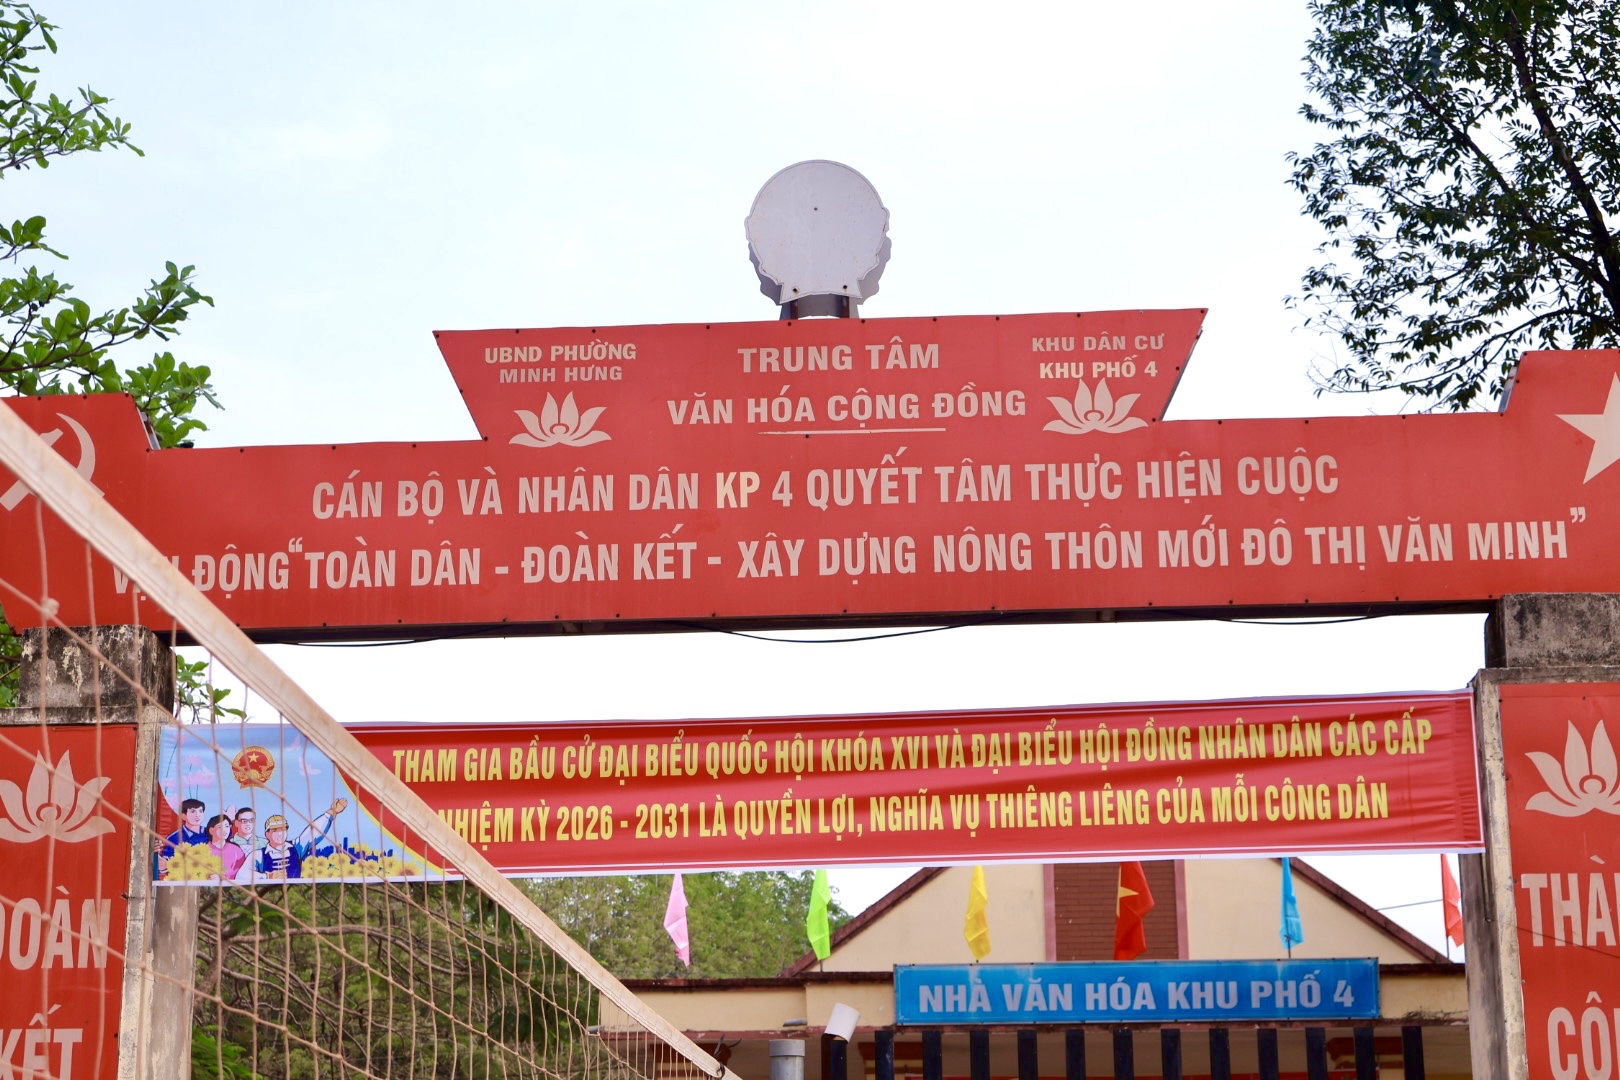 UBND PHƯỜNG
MINH HƯNG
TRUNG TÂM
VĂN HÓA CỘNG ĐỒNG
KHU DÂN CƯ
KHU PHỐ 4
CÁN BỘ VÀ NHÂN DÂN KP 4 QUYẾT TÂM THỰC HIỆN CUỘC
VẬN ĐỘNG "TOÀN DÂN - ĐOÀN KẾT - XÂY DỰNG NÔNG THÔN MỚI ĐÔ THỊ VĂN MINH"
THAM GIA BẦU CỬ ĐẠI BIỂU QUỐC HỘI KHÓA XVI VÀ ĐẠI BIỂU HỘI ĐỒNG NHÂN DÂN CÁC CẤP
NHIỆM KỲ 2026 - 2031 LÀ QUYỀN LỢI, NGHĨA VỤ THIÊNG LIÊNG CỦA MỖI CÔNG DÂN
NHÀ VĂN HÓA KHU PHỐ 4
ĐOÀN
KẾT